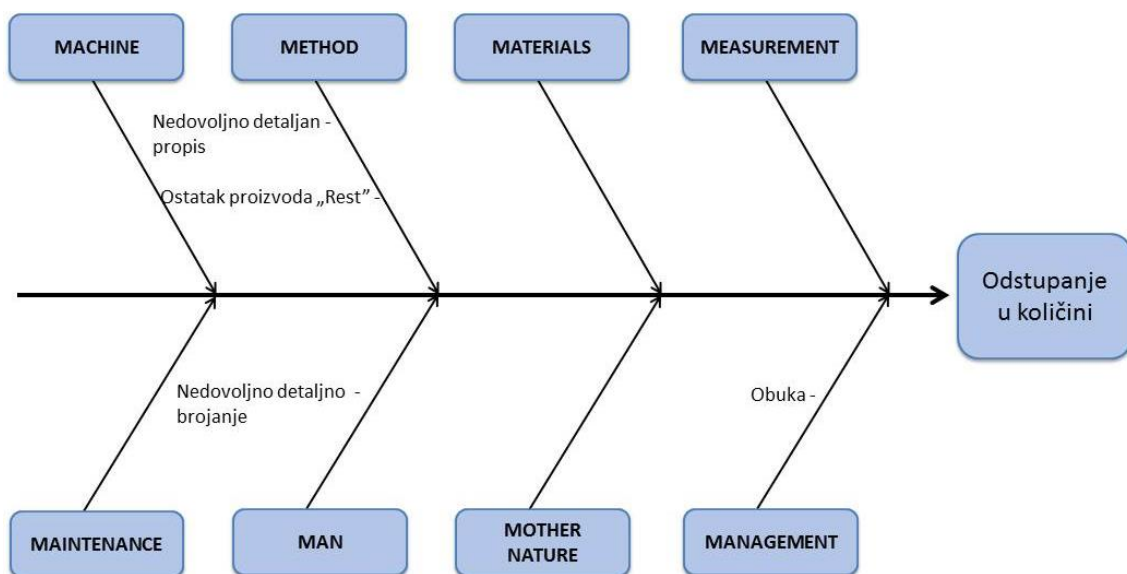 MACHINE
METHOD
MATERIALS
MEASUREMENT
Nedovoljno detaljan -
propis
Ostatak proizvoda „Rest” -
Odstupanje
u količini
Nedovoljno detaljno -
brojanje
Obuka -
MAINTENANCE
MAN
MOTHER
NATURE
MANAGEMENT